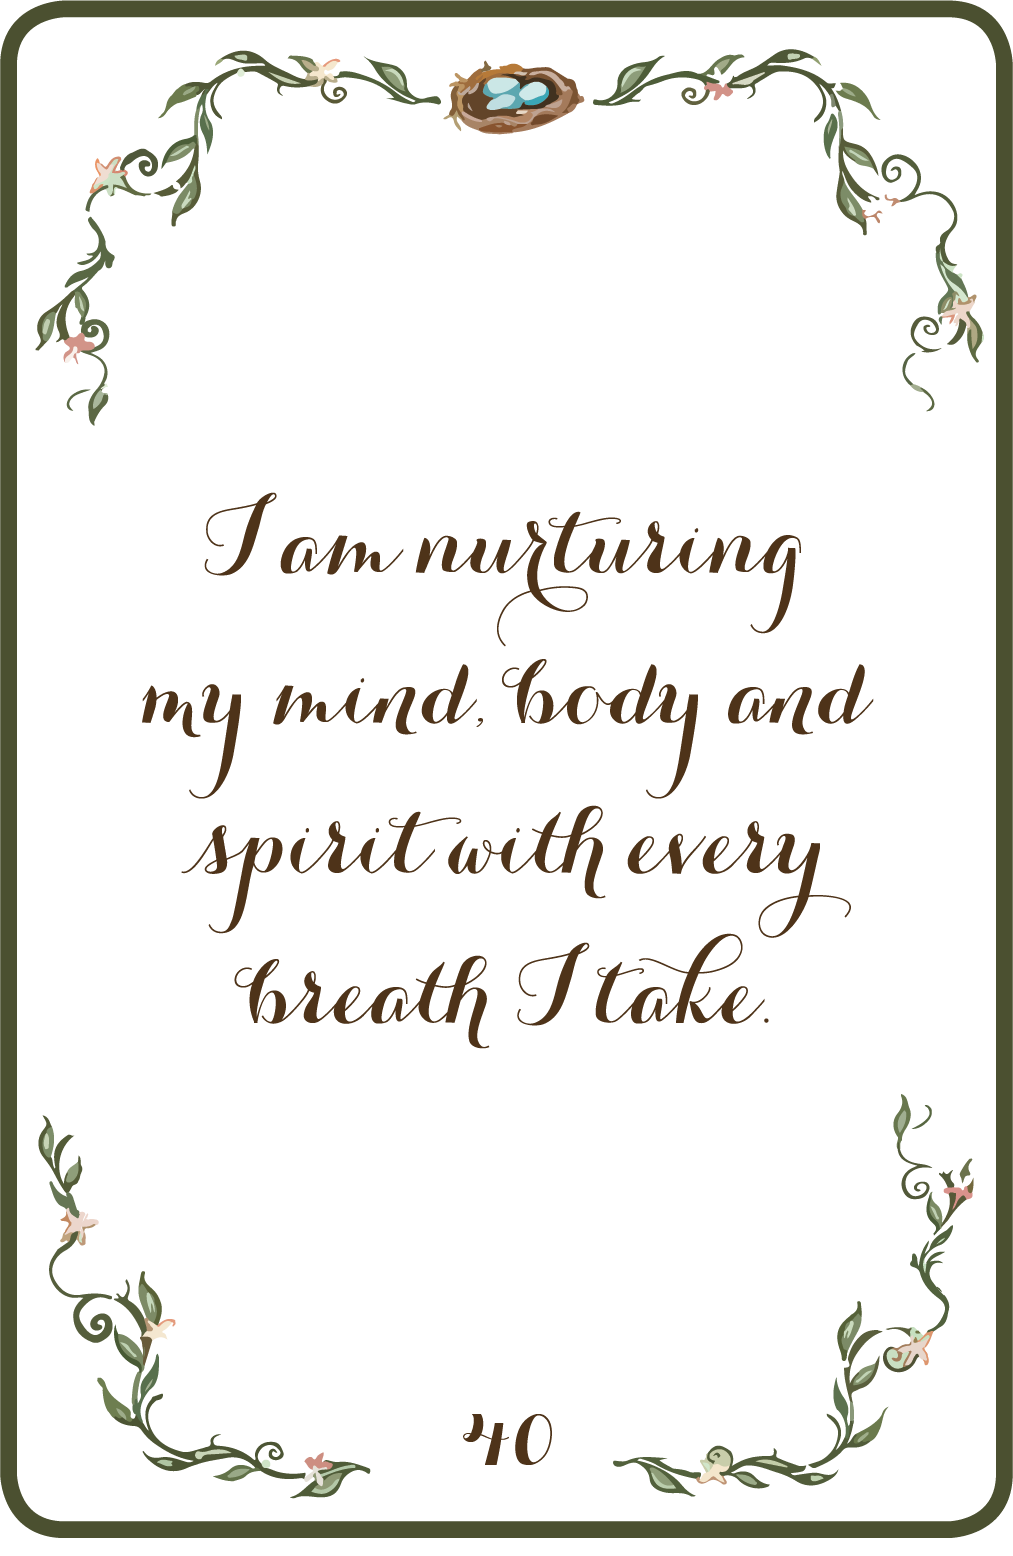 I am nurturing
my mind, body and
spirit with every
breath I take.
40